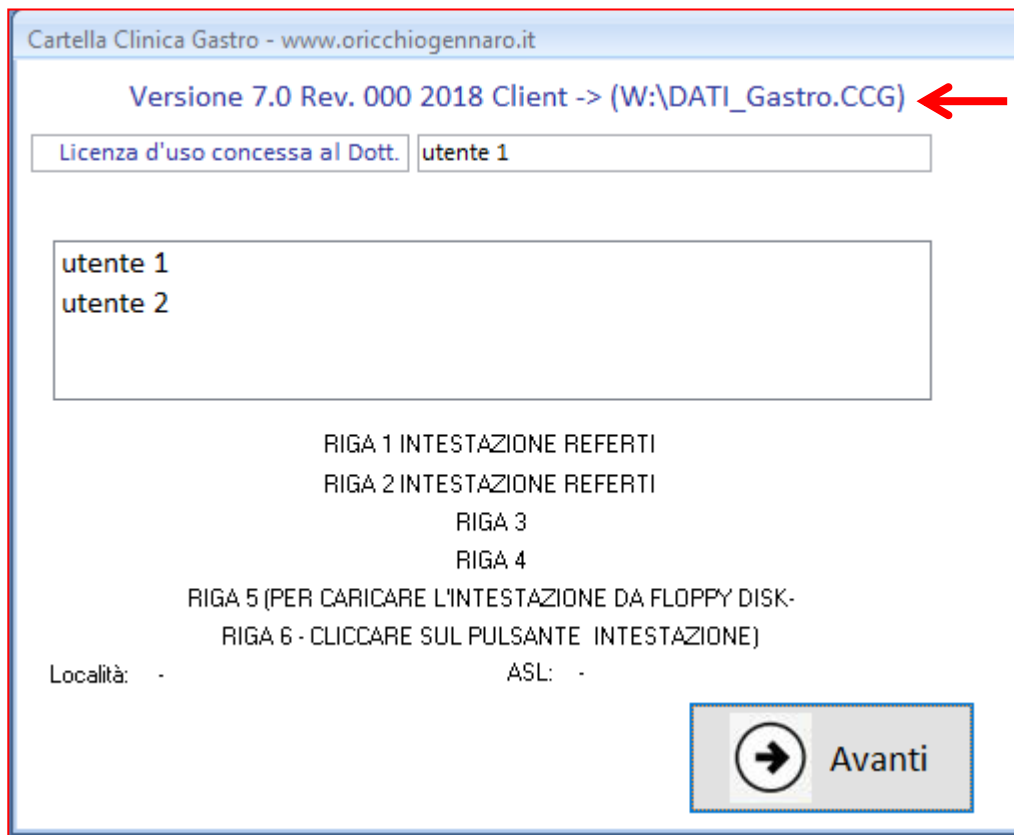 Cartella Clinica Gastro - www.oricchiogennaro.it
Versione 7.0 Rev. 000 2018 Client -> (W:\DATI_Gastro.CCG)
Licenza d'uso concessa al Dott. utente 1
utente 1
utente 2
RIGA 1 INTESTAZIONE REFERTI
RIGA 2 INTESTAZIONE REFERTI
RIGA 3
RIGA 4
RIGA 5 (PER CARICARE L'INTESTAZIONE DA FLOPPY DISK-
RIGA 6 - CLICCARE SUL PULSANTE  INTESTAZIONE)
Località: - ASL: -
Avanti